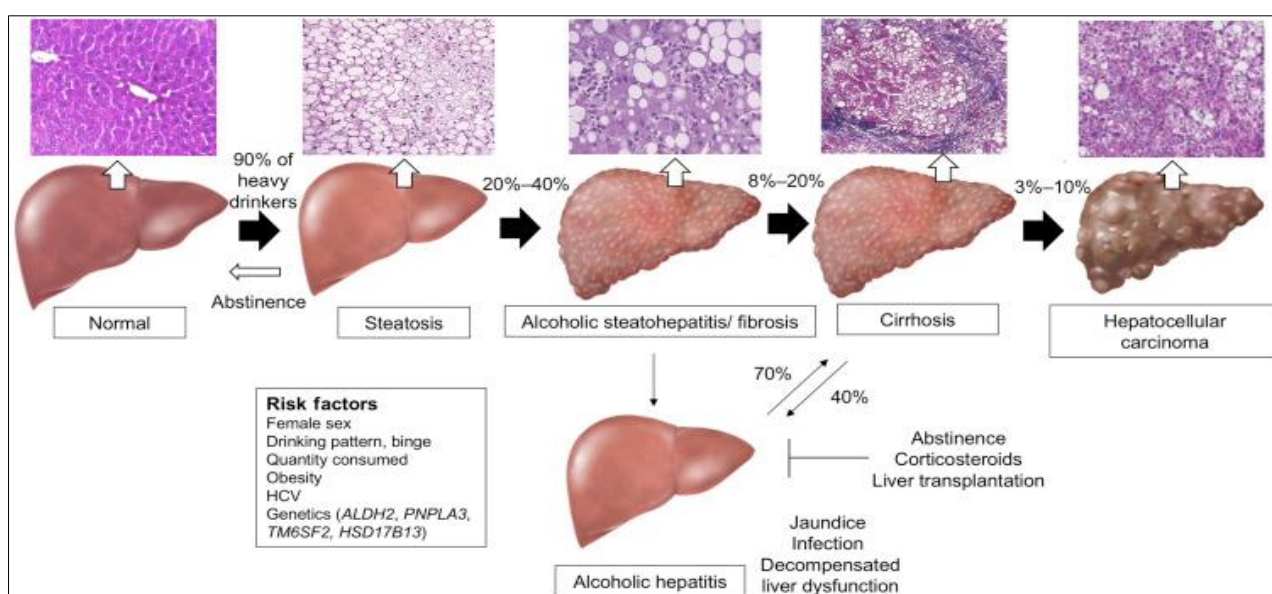 90% of
heavy
drinkers
20%–40%
8%–20%
3%–10%
Abstinence
Normal
Steatosis
Alcoholic steatohepatitis/ fibrosis
Cirrhosis
Hepatocellular
carcinoma
70%
40%
Risk factors
Female sex
Drinking pattern, binge
Quantity consumed
Obesity
HCV
Genetics (ALDH2, PNPLA3,
TM6SF2, HSD17B13)
Abstinence
Corticosteroids
Liver transplantation
Jaundice
Infection
Decompensated
liver dysfunction
Alcoholic hepatitis